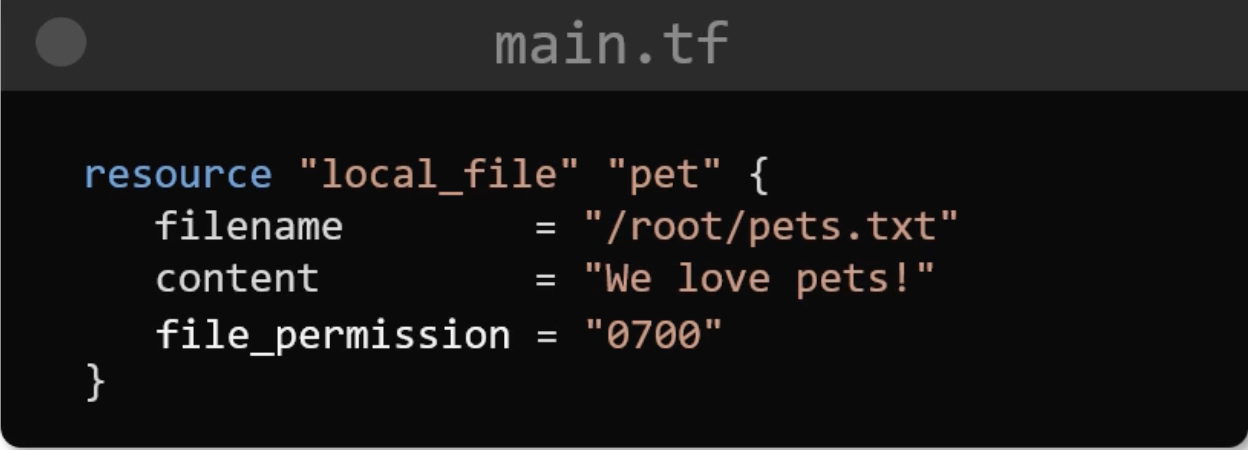 main.tf
resource "local_file" "pet" {
   filename        = "/root/pets.txt"
   content         = "We love pets!"
   file_permission = "0700"
}